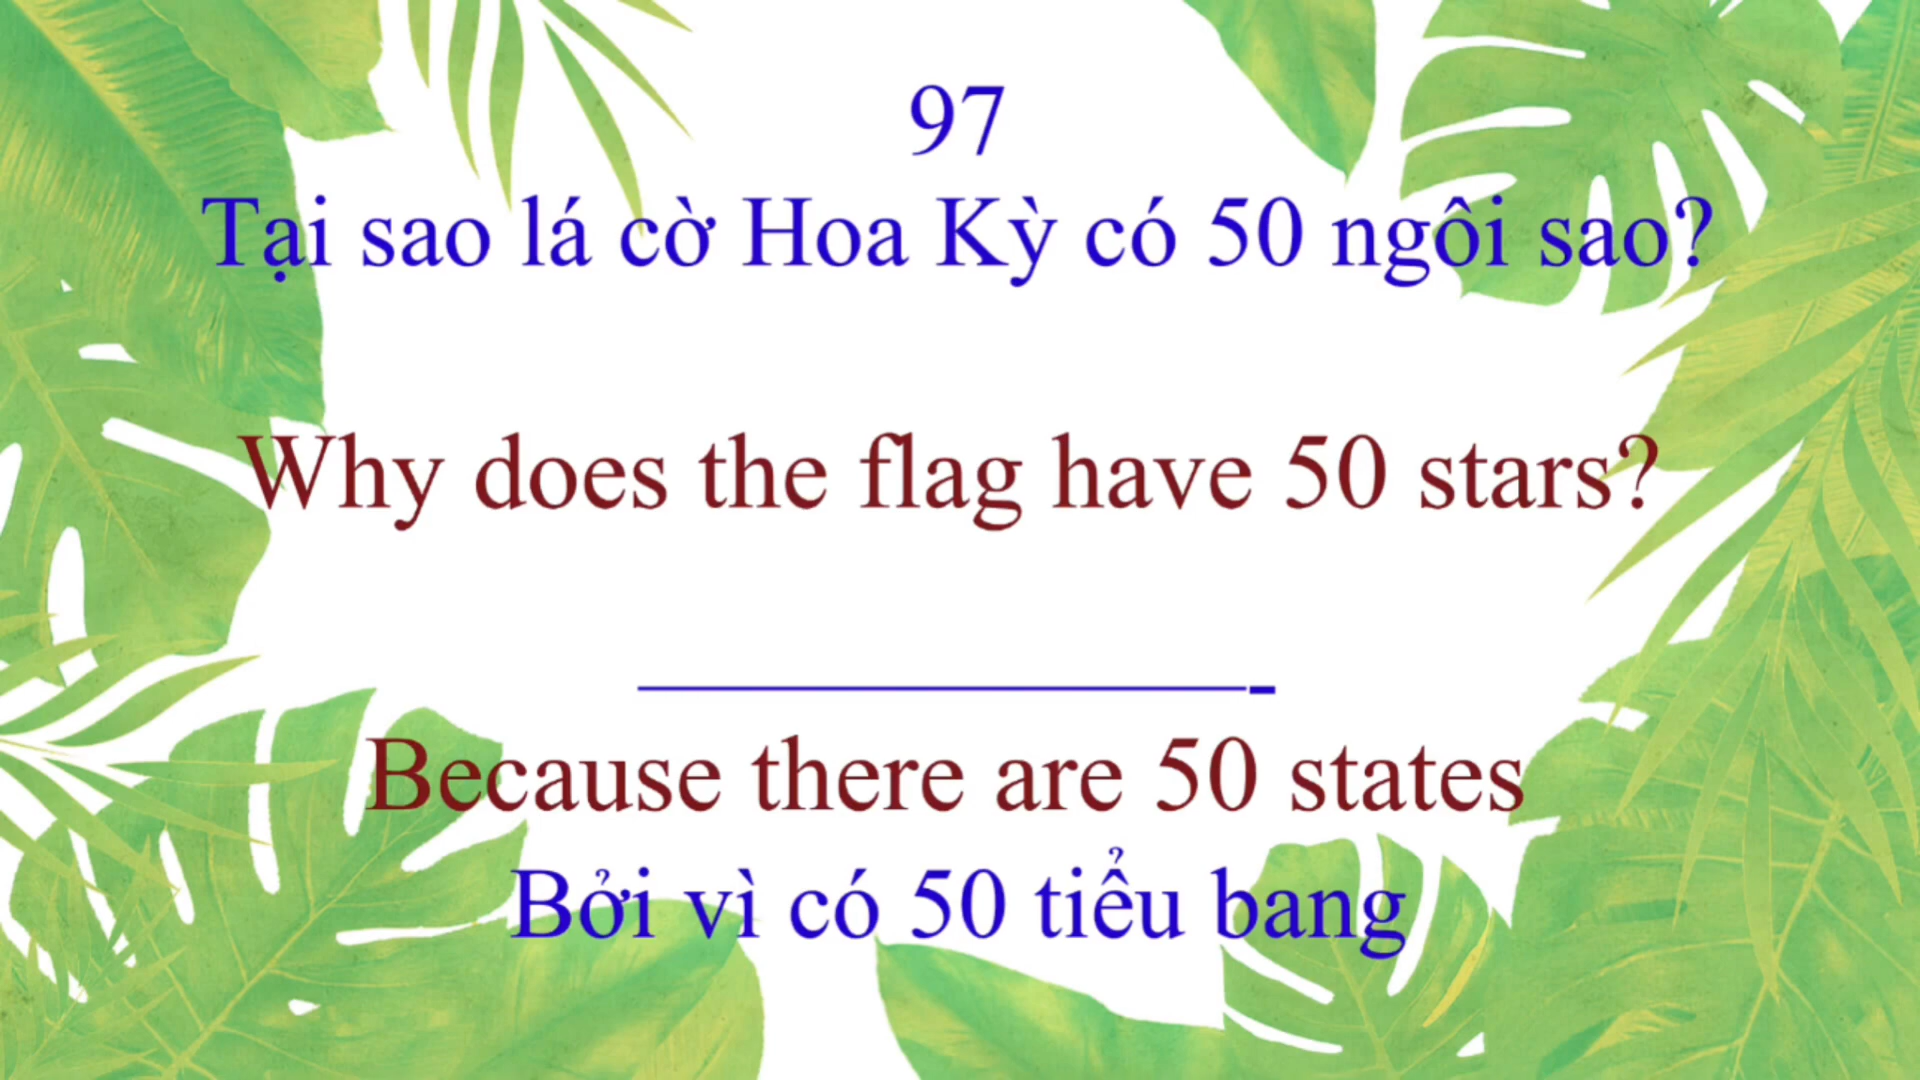 97
Tại sao lá cờ Hoa Kỳ có 50 ngôi sao?
Why does the flag have 50 stars?
Because there are 50 states
Bởi vì có 50 tiểu bang